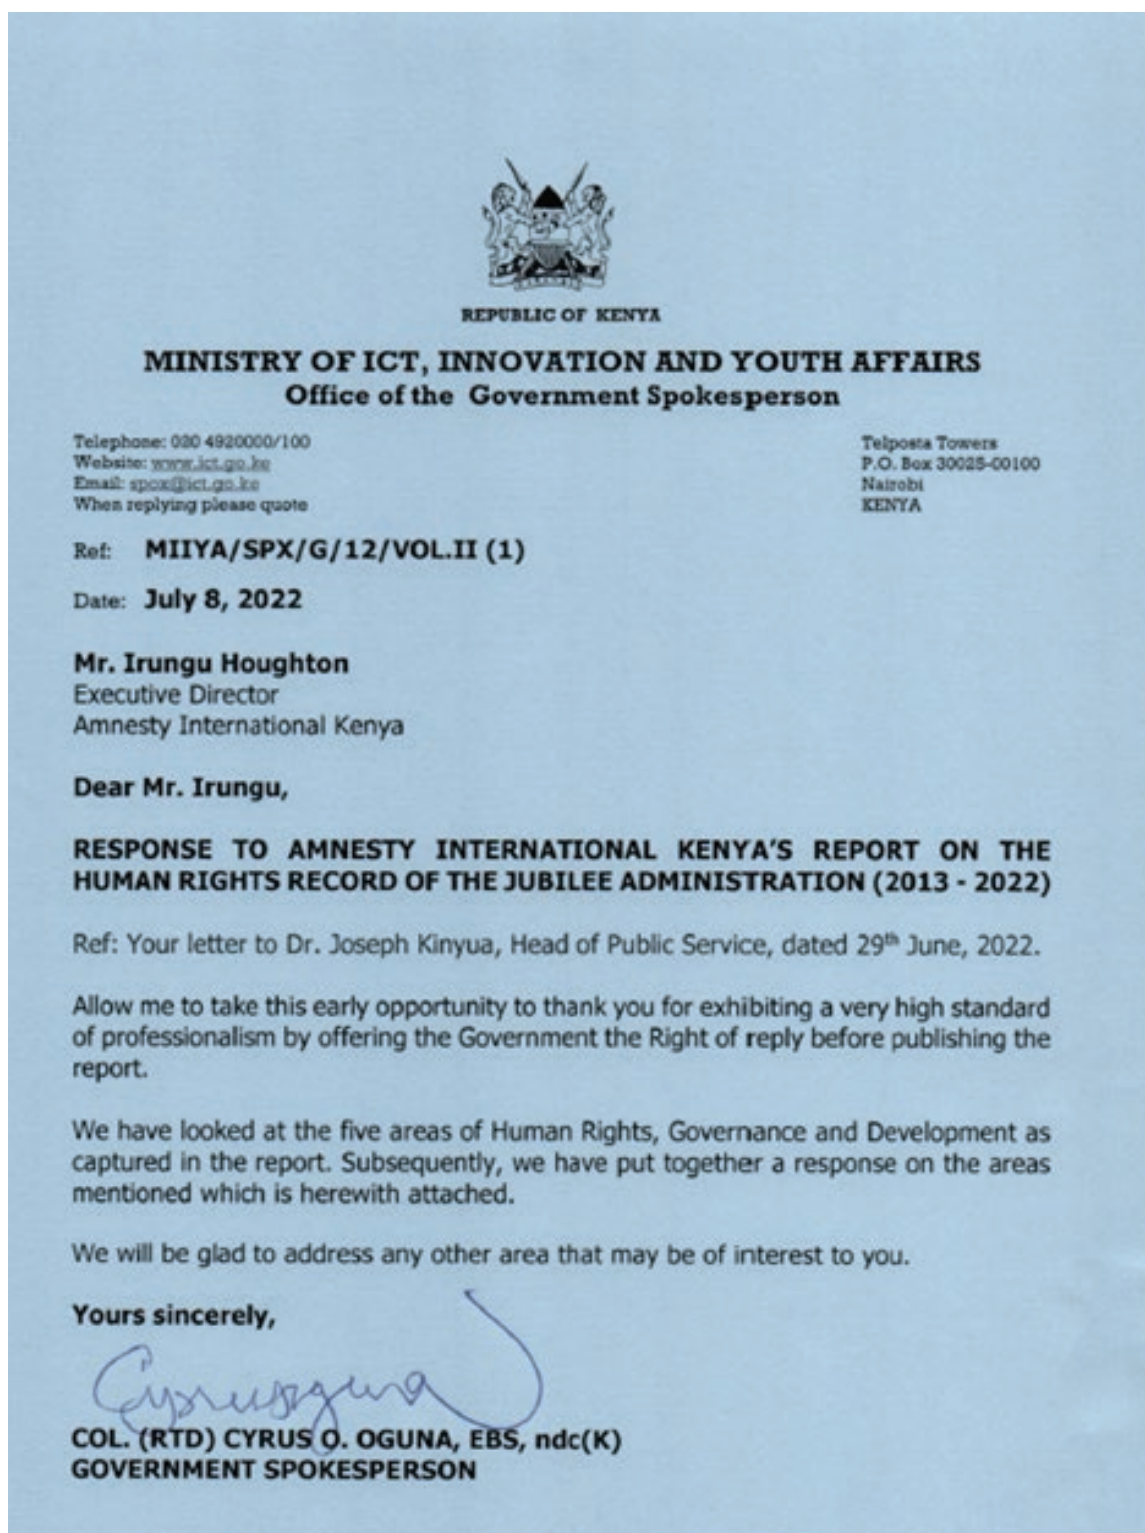 REPUBLIC OF KENYA
MINISTRY OF ICT, INNOVATION AND YOUTH AFFAIRS
Office of the Government Spokesperson
Telephone: 020 4920000/100
Website: www.ict.go.ke
Email: spox@ict.go.ke
When replying please quote
Telposta Towers
P.O. Box 30025-00100
Nairobi
KENYA
Ref: MIIYA/SPX/G/12/VOL.II (1)
Date: July 8, 2022
Mr. Irungu Houghton
Executive Director
Amnesty International Kenya
Dear Mr. Irungu,
RESPONSE TO AMNESTY INTERNATIONAL KENYA'S REPORT ON THE
HUMAN RIGHTS RECORD OF THE JUBILEE ADMINISTRATION (2013 - 2022)
Ref: Your letter to Dr. Joseph Kinyua, Head of Public Service, dated 29th June, 2022.
Allow me to take this early opportunity to thank you for exhibiting a very high standard
of professionalism by offering the Government the Right of reply before publishing the
report.
We have looked at the five areas of Human Rights, Governance and Development as
captured in the report. Subsequently, we have put together a response on the areas
mentioned which is herewith attached.
We will be glad to address any other area that may be of interest to you.
Yours sincerely,
COL. (RTD) CYRUS O. OGUNA, EBS, ndc(K)
GOVERNMENT SPOKESPERSON